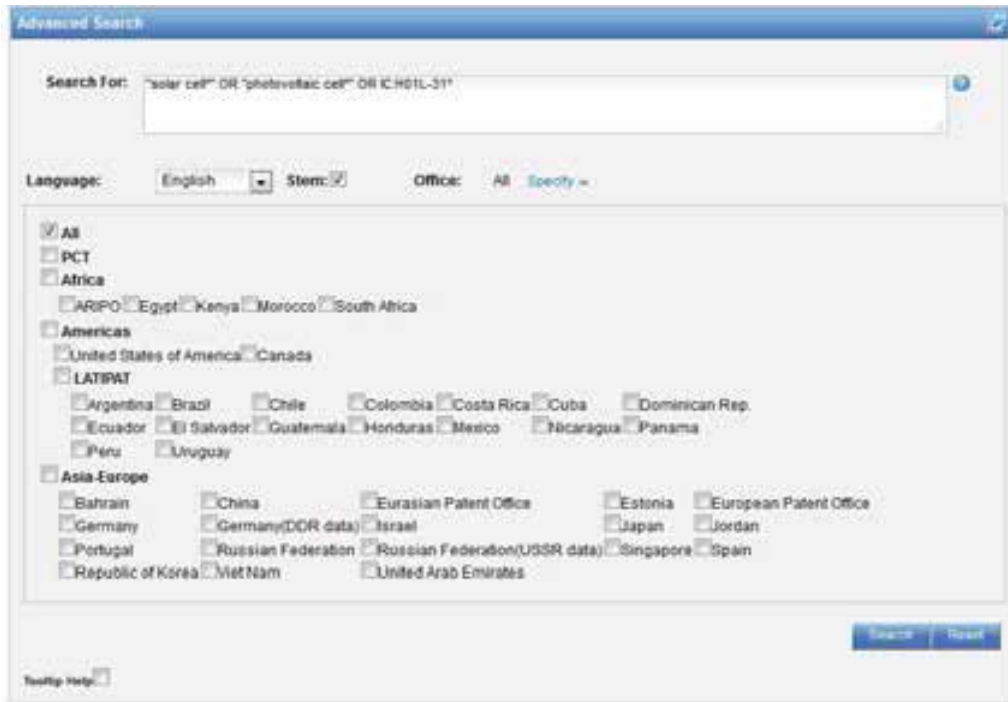 Advanced Search
Search For: "solar cell*" OR "photovoltaic cell*" OR IC:H01L-31*
Language: English Stem: Office: All Specify
All
PCT
Africa
ARIPO Egypt Kenya Morocco South Africa
Americas
United States of America Canada
LATIPAT
Argentina Brazil Chile Colombia Costa Rica Cuba Dominican Rep.
Ecuador El Salvador Guatemala Honduras Mexico Nicaragua Panama
Peru Uruguay
Asia-Europe
Bahrain China Eurasian Patent Office Estonia European Patent Office
Germany Germany(DDR data) Israel Japan Jordan
Portugal Russian Federation Russian Federation(USSR data) Singapore Spain
Republic of Korea Viet Nam United Arab Emirates
Search Reset
Tooltip Help